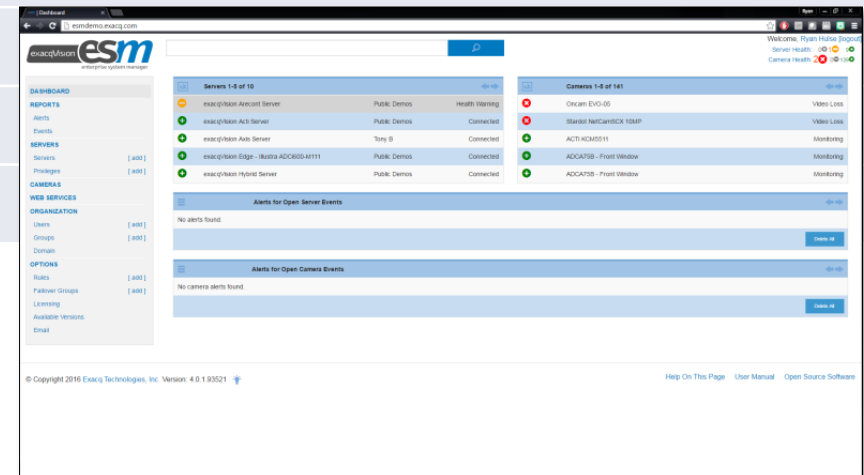 Dashboard
Ryan
esmdemo.exacq.com
exacqVision esm
enterprise system manager
Welcome, Ryan Hulse [logout]
Server Health:
Camera Health: 2
DASHBOARD
REPORTS
Alerts
Events
SERVERS
Servers [ add ]
Privileges [ add ]
CAMERAS
WEB SERVICES
ORGANIZATION
Users [ add ]
Groups [ add ]
Domain
OPTIONS
Rules [ add ]
Failover Groups [ add ]
Licensing
Available Versions
Email
Servers 1-5 of 10
exacqVision Arecont Server Public Demos Health Warning
exacqVision Acti Server Public Demos Connected
exacqVision Axis Server Tony B Connected
exacqVision Edge - Illustra ADCi600-M111 Public Demos Connected
exacqVision Hybrid Server Public Demos Connected
Cameras 1-5 of 141
Oncam EVO-05 Video Loss
Stardot NetCamSCX 10MP Video Loss
ACTI KCM5511 Monitoring
ADCA75B - Front Window Monitoring
ADCA75B - Front Window Monitoring
Alerts for Open Server Events
No alerts found.
Delete All
Alerts for Open Camera Events
No camera alerts found.
Delete All
© Copyright 2016 Exacq Technologies, Inc. Version: 4.0.1.93521
Help On This Page User Manual Open Source Software